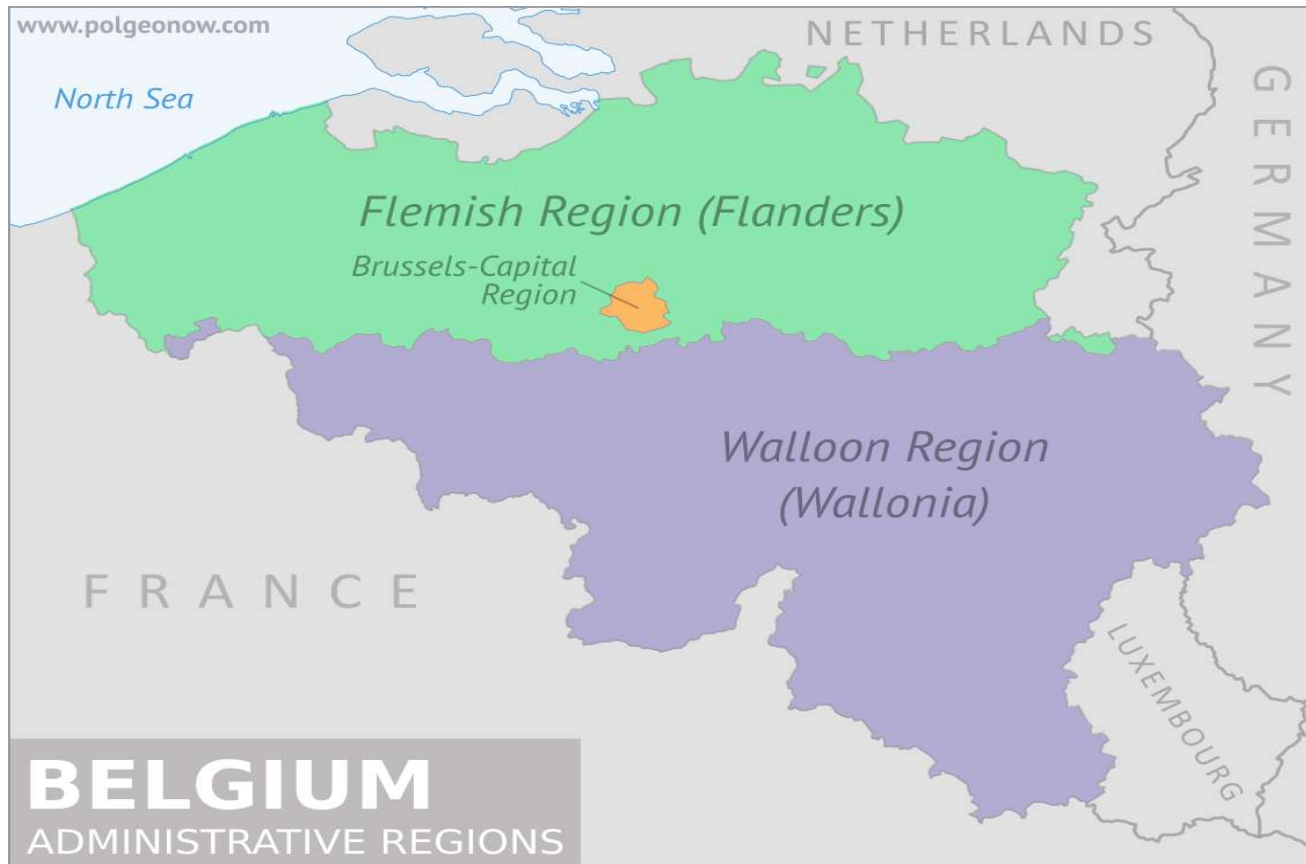 www.polgeonow.com
NETHERLANDS
North Sea
GERMANY
Flemish Region (Flanders)
Brussels-Capital
Region
Walloon Region
(Wallonia)
FRANCE
LUXEMBOURG
BELGIUM
ADMINISTRATIVE REGIONS